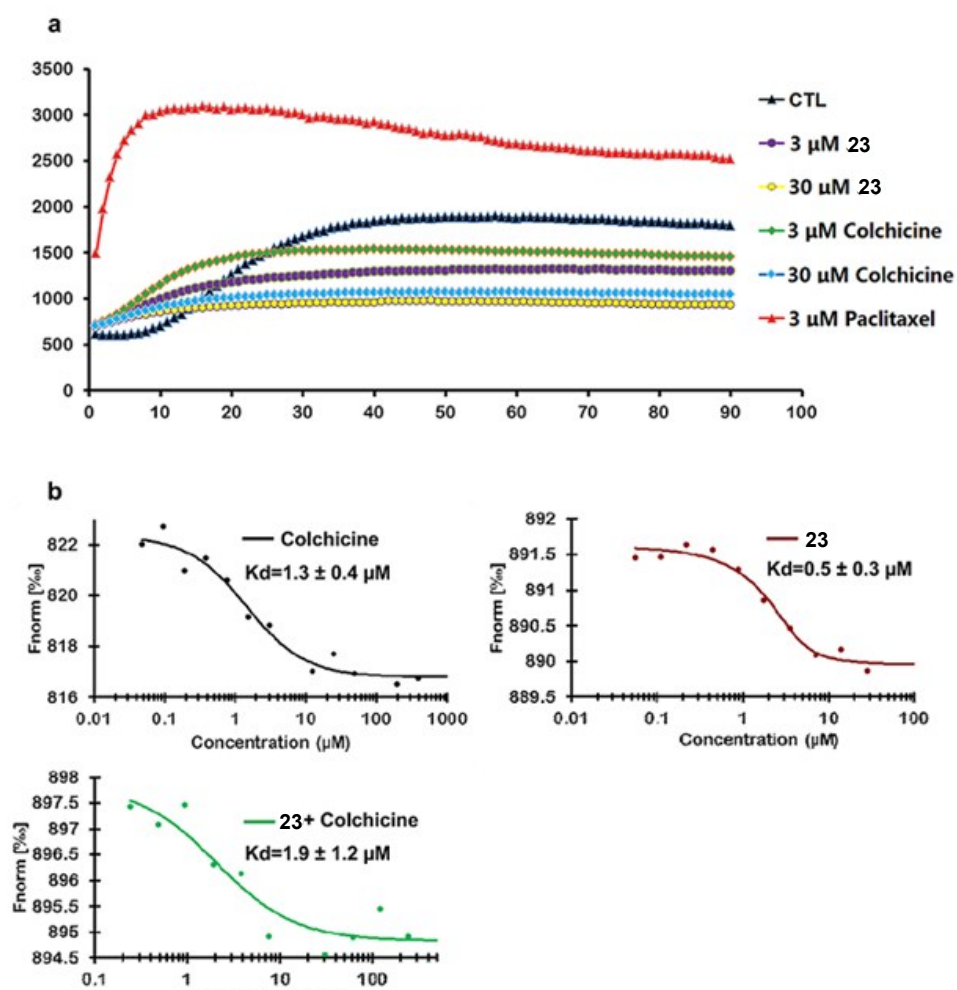 a
3500
3000
2500
2000
1500
1000
500
0
0 10 20 30 40 50 60 70 80 90 100
CTL
3 μM 23
30 μM 23
3 μM Colchicine
30 μM Colchicine
3 μM Paclitaxel
b
Fnorm [‰]
822
820
818
816
0.01 0.1 1 10 100 1000
Concentration (μM)
Colchicine
Kd=1.3 ± 0.4 μM
Fnorm [‰]
892
891.5
891
890.5
890
889.5
0.01 0.1 1 10 100
Concentration (μM)
23
Kd=0.5 ± 0.3 μM
Fnorm [‰]
898
897.5
897
896.5
896
895.5
895
894.5
0.1 1 10 100
23+ Colchicine
Kd=1.9 ± 1.2 μM